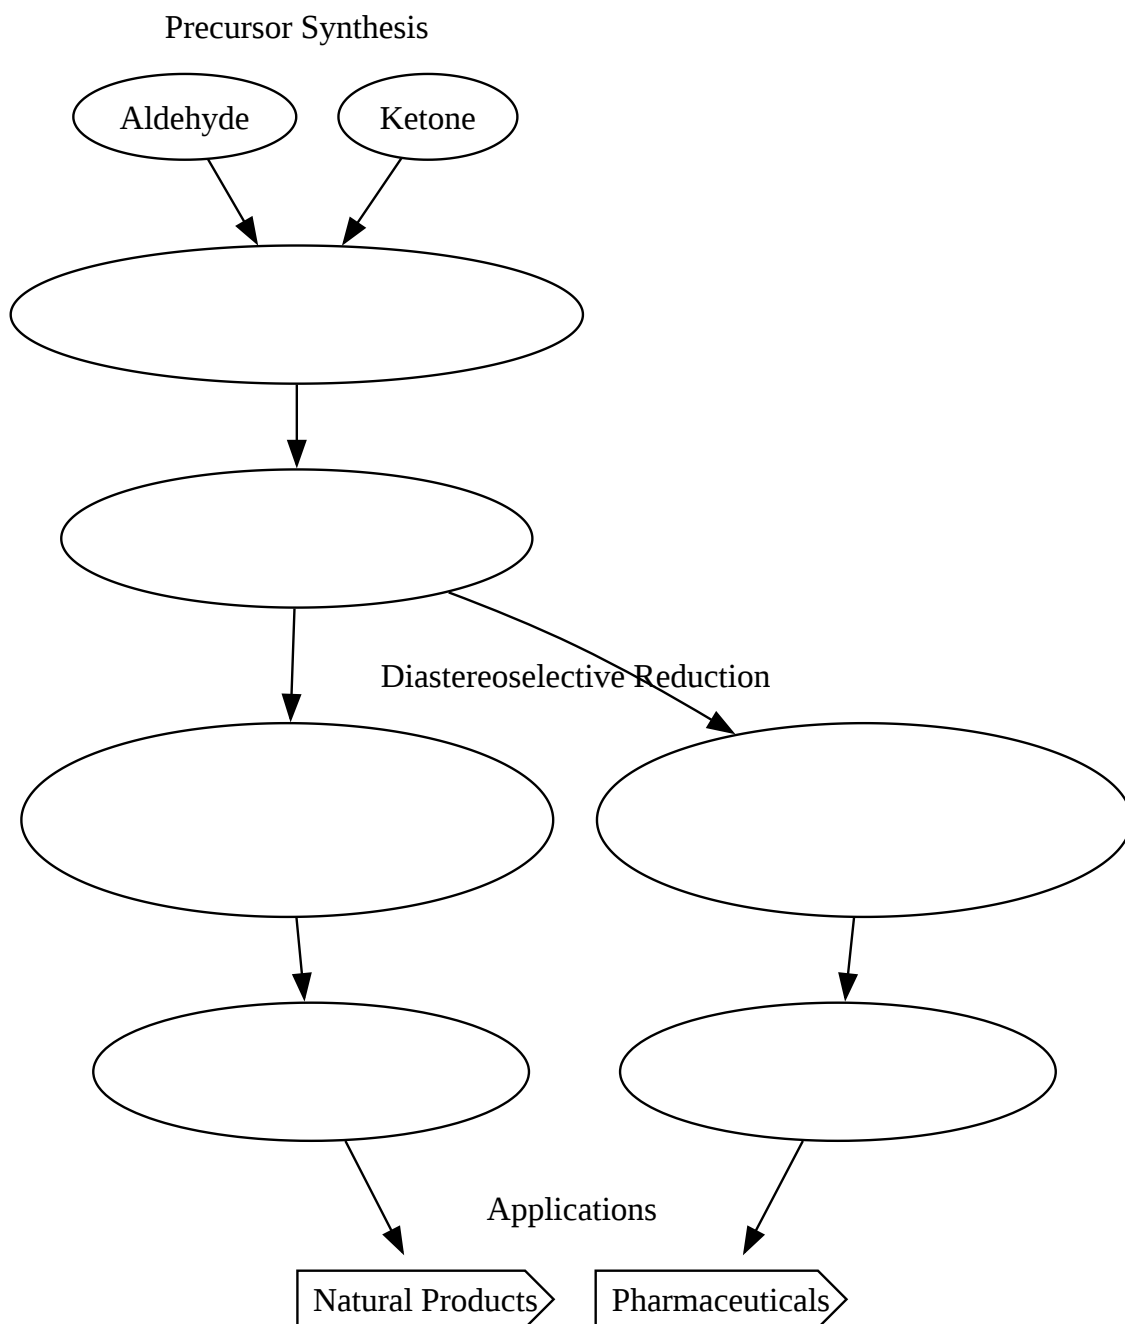 Precursor Synthesis
Aldehyde
Ketone
Diastereoselective Reduction
Applications
Natural Products
Pharmaceuticals